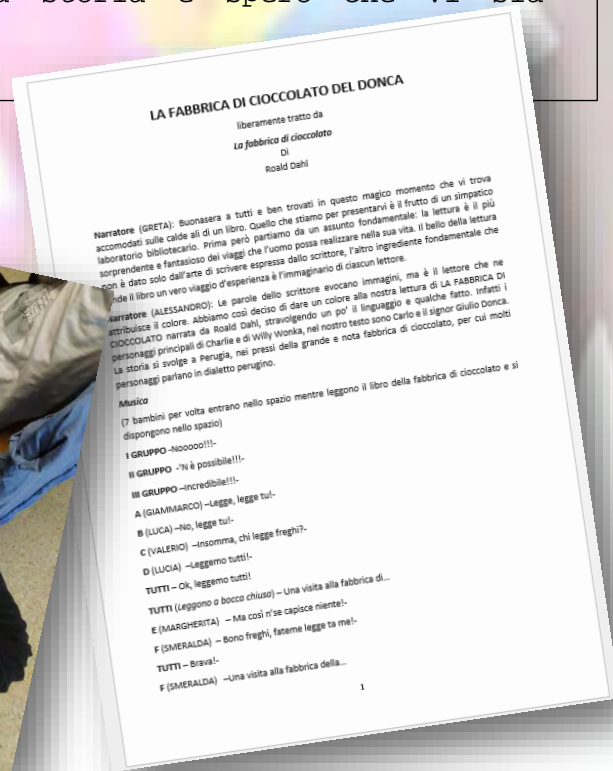 storia e spero che vi sia
LA FABBRICA DI CIOCCOLATO DEL DONCA
liberamente tratto da
La fabbrica di cioccolato
Di
Roald Dahl
Narratore (GRETA): Buonasera a tutti e ben trovati in questo magico momento che vi trova
accomodati sulle calde ali di un libro. Quello che stiamo per presentarvi è il frutto di un simpatico
laboratorio bibliotecario. Prima però partiamo da un assunto fondamentale: la lettura è il più
sorprendente e fantasioso dei viaggi che l'uomo possa realizzare nella sua vita. Il bello della lettura
non è dato solo dall'arte di scrivere espressa dallo scrittore, l'altro ingrediente fondamentale che
nde il libro un vero viaggio d'esperienza è l'immaginario di ciascun lettore.
Narratore (ALESSANDRO): Le parole dello scrittore evocano immagini, ma è il lettore che ne
attribuisce il colore. Abbiamo così deciso di dare un colore alla nostra lettura di LA FABBRICA DI
CIOCCOLATO narrata da Roald Dahl, stravolgendo un po' il linguaggio e qualche fatto. Infatti i
personaggi principali di Charlie e di Willy Wonka, nel nostro testo sono Carlo e il signor Giulio Donca.
La storia si svolge a Perugia, nei pressi della grande e nota fabbrica di cioccolato, per cui molti
personaggi parlano in dialetto perugino.
Musica
(7 bambini per volta entrano nello spazio mentre leggono il libro della fabbrica di cioccolato e si
dispongono nello spazio)
I GRUPPO -Nooooo!!!-
II GRUPPO -'N è possibile!!!-
III GRUPPO –Incredibile!!!-
A (GIAMMARCO) –Legge, legge tu!-
B (LUCA) –No, legge tu!-
C (VALERIO) –Insomma, chi legge freghi?-
D (LUCIA) –Leggemo tutti!-
TUTTI – Ok, leggemo tutti!
TUTTI (Leggono a bocca chiusa) – Una visita alla fabbrica di...
E (MARGHERITA) – Ma così n'se capisce niente!-
F (SMERALDA) – Bono freghi, fateme legge ta me!-
TUTTI – Brava!-
F (SMERALDA) –Una visita alla fabbrica della...
1